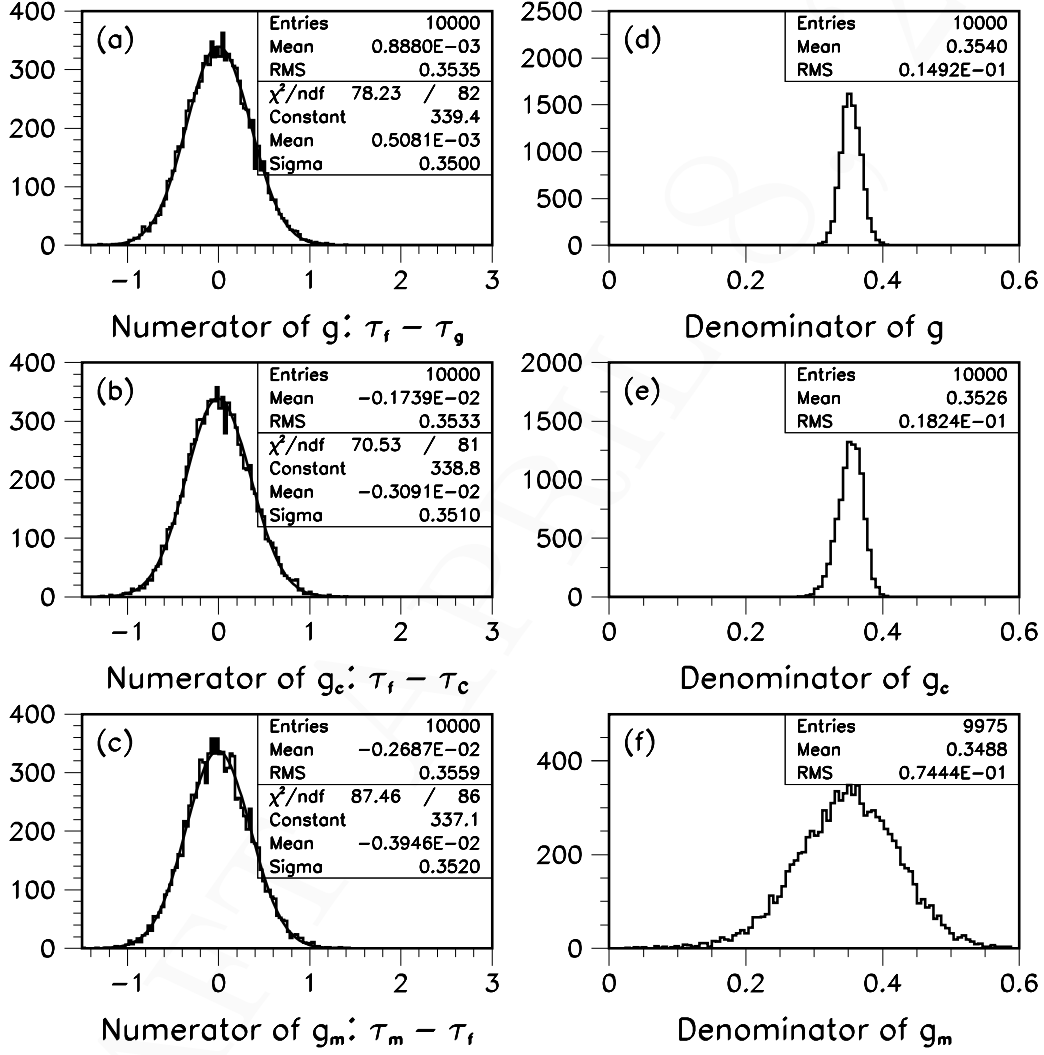 (a)
Entries 10000
Mean 0.8880E-03
RMS 0.3535
χ²/ndf 78.23 / 82
Constant 339.4
Mean 0.5081E-03
Sigma 0.3500
400
300
200
100
0
−1 0 1 2 3
Numerator of g: τf − τg
(d)
Entries 10000
Mean 0.3540
RMS 0.1492E-01
2500
2000
1500
1000
500
0
0 0.2 0.4 0.6
Denominator of g
(b)
Entries 10000
Mean −0.1739E-02
RMS 0.3533
χ²/ndf 70.53 / 81
Constant 338.8
Mean −0.3091E-02
Sigma 0.3510
400
300
200
100
0
−1 0 1 2 3
Numerator of gc: τf − τC
(e)
Entries 10000
Mean 0.3526
RMS 0.1824E-01
2000
1500
1000
500
0
0 0.2 0.4 0.6
Denominator of gc
(c)
Entries 10000
Mean −0.2687E-02
RMS 0.3559
χ²/ndf 87.46 / 86
Constant 337.1
Mean −0.3946E-02
Sigma 0.3520
400
300
200
100
0
−1 0 1 2 3
Numerator of gm: τm − τf
(f)
Entries 9975
Mean 0.3488
RMS 0.7444E-01
400
200
0
0 0.2 0.4 0.6
Denominator of gm